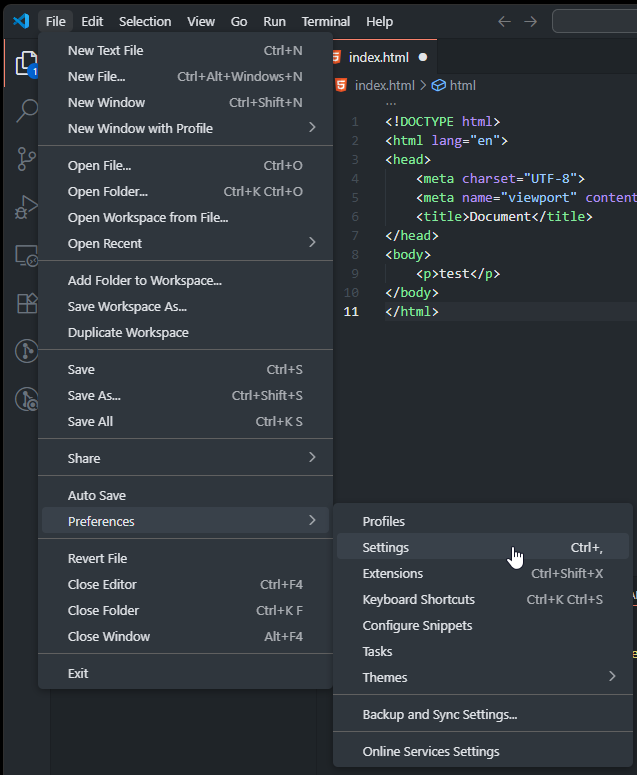 File Edit Selection View Go Run Terminal Help
New Text File Ctrl+N
New File... Ctrl+Alt+Windows+N
New Window Ctrl+Shift+N
New Window with Profile
Open File... Ctrl+O
Open Folder... Ctrl+K Ctrl+O
Open Workspace from File...
Open Recent
Add Folder to Workspace...
Save Workspace As...
Duplicate Workspace
Save Ctrl+S
Save As... Ctrl+Shift+S
Save All Ctrl+K S
Share
Auto Save
Preferences
Revert File
Close Editor Ctrl+F4
Close Folder Ctrl+K F
Close Window Alt+F4
Exit
1
index.html
index.html > html
...
1 <!DOCTYPE html>
2 <html lang="en">
3 <head>
4 <meta charset="UTF-8">
5 <meta name="viewport" content
6 <title>Document</title>
7 </head>
8 <body>
9 <p>test</p>
10 </body>
11 </html>
Profiles
Settings Ctrl+,
Extensions Ctrl+Shift+X
Keyboard Shortcuts Ctrl+K Ctrl+S
Configure Snippets
Tasks
Themes
Backup and Sync Settings...
Online Services Settings